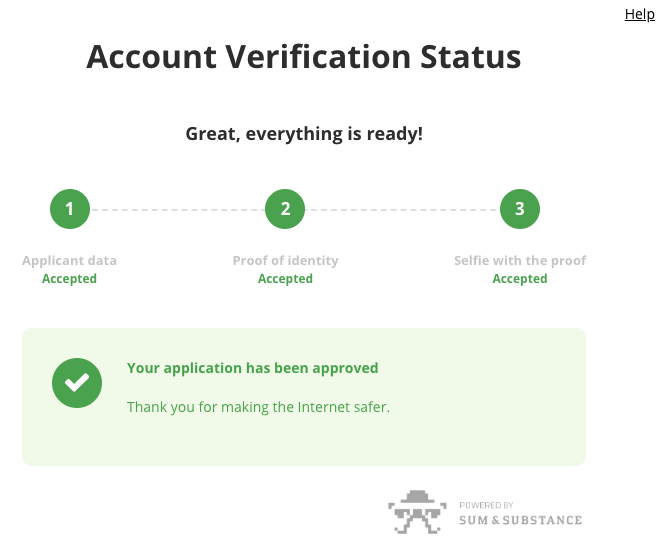 Help
Account Verification Status
Great, everything is ready!
1 2 3
Applicant data Proof of identity Selfie with the proof
Accepted Accepted Accepted
Your application has been approved
Thank you for making the Internet safer.
POWERED BY
SUM & SUBSTANCE